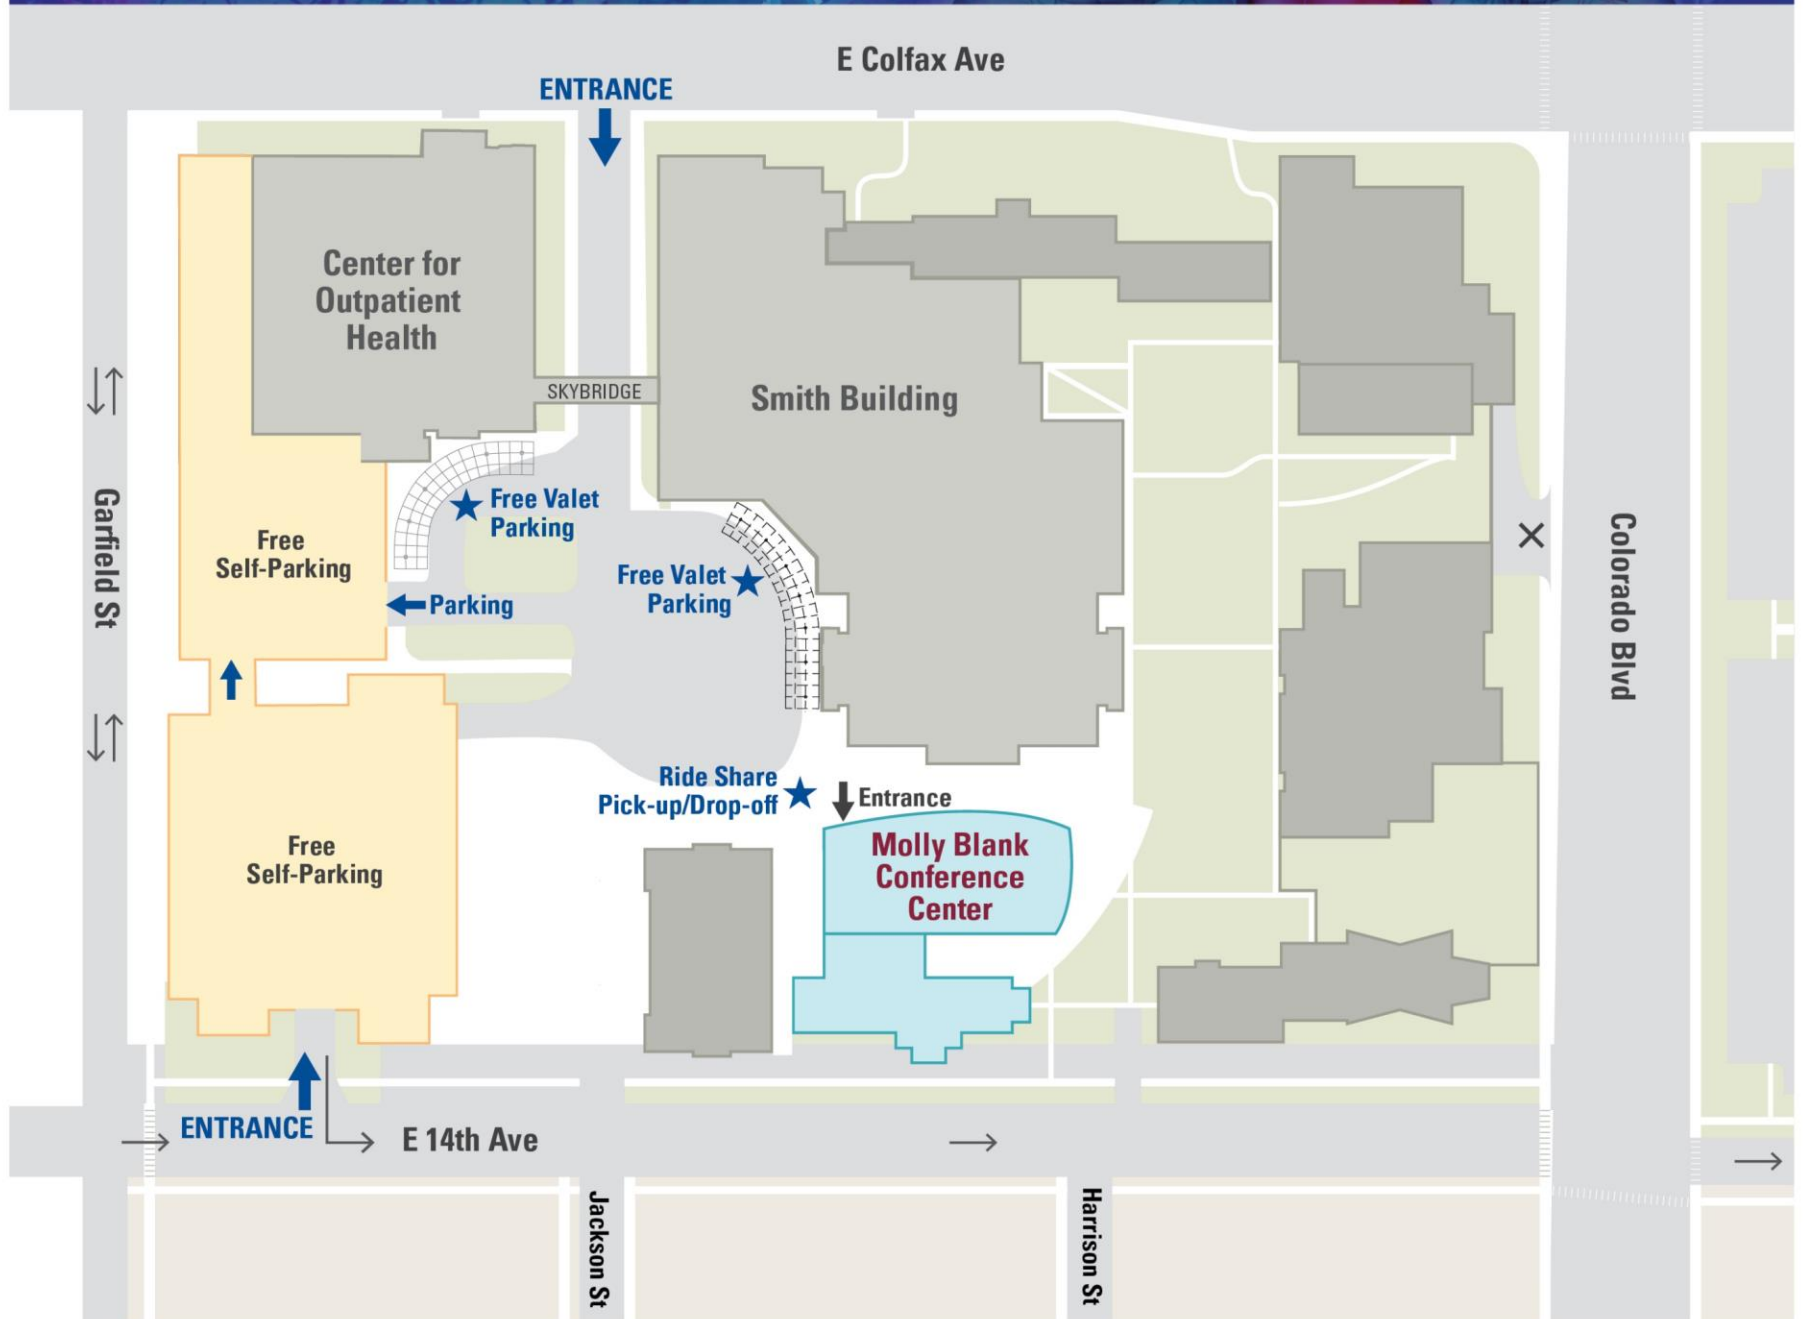 E Colfax Ave
ENTRANCE
Center for
Outpatient
Health
SKYBRIDGE
Smith Building
Garfield St
Free Valet
Parking
Free
Self-Parking
Free Valet
Parking
Parking
Colorado Blvd
Ride Share
Pick-up/Drop-off
Entrance
Molly Blank
Conference
Center
Free
Self-Parking
ENTRANCE
E 14th Ave
Jackson St
Harrison St